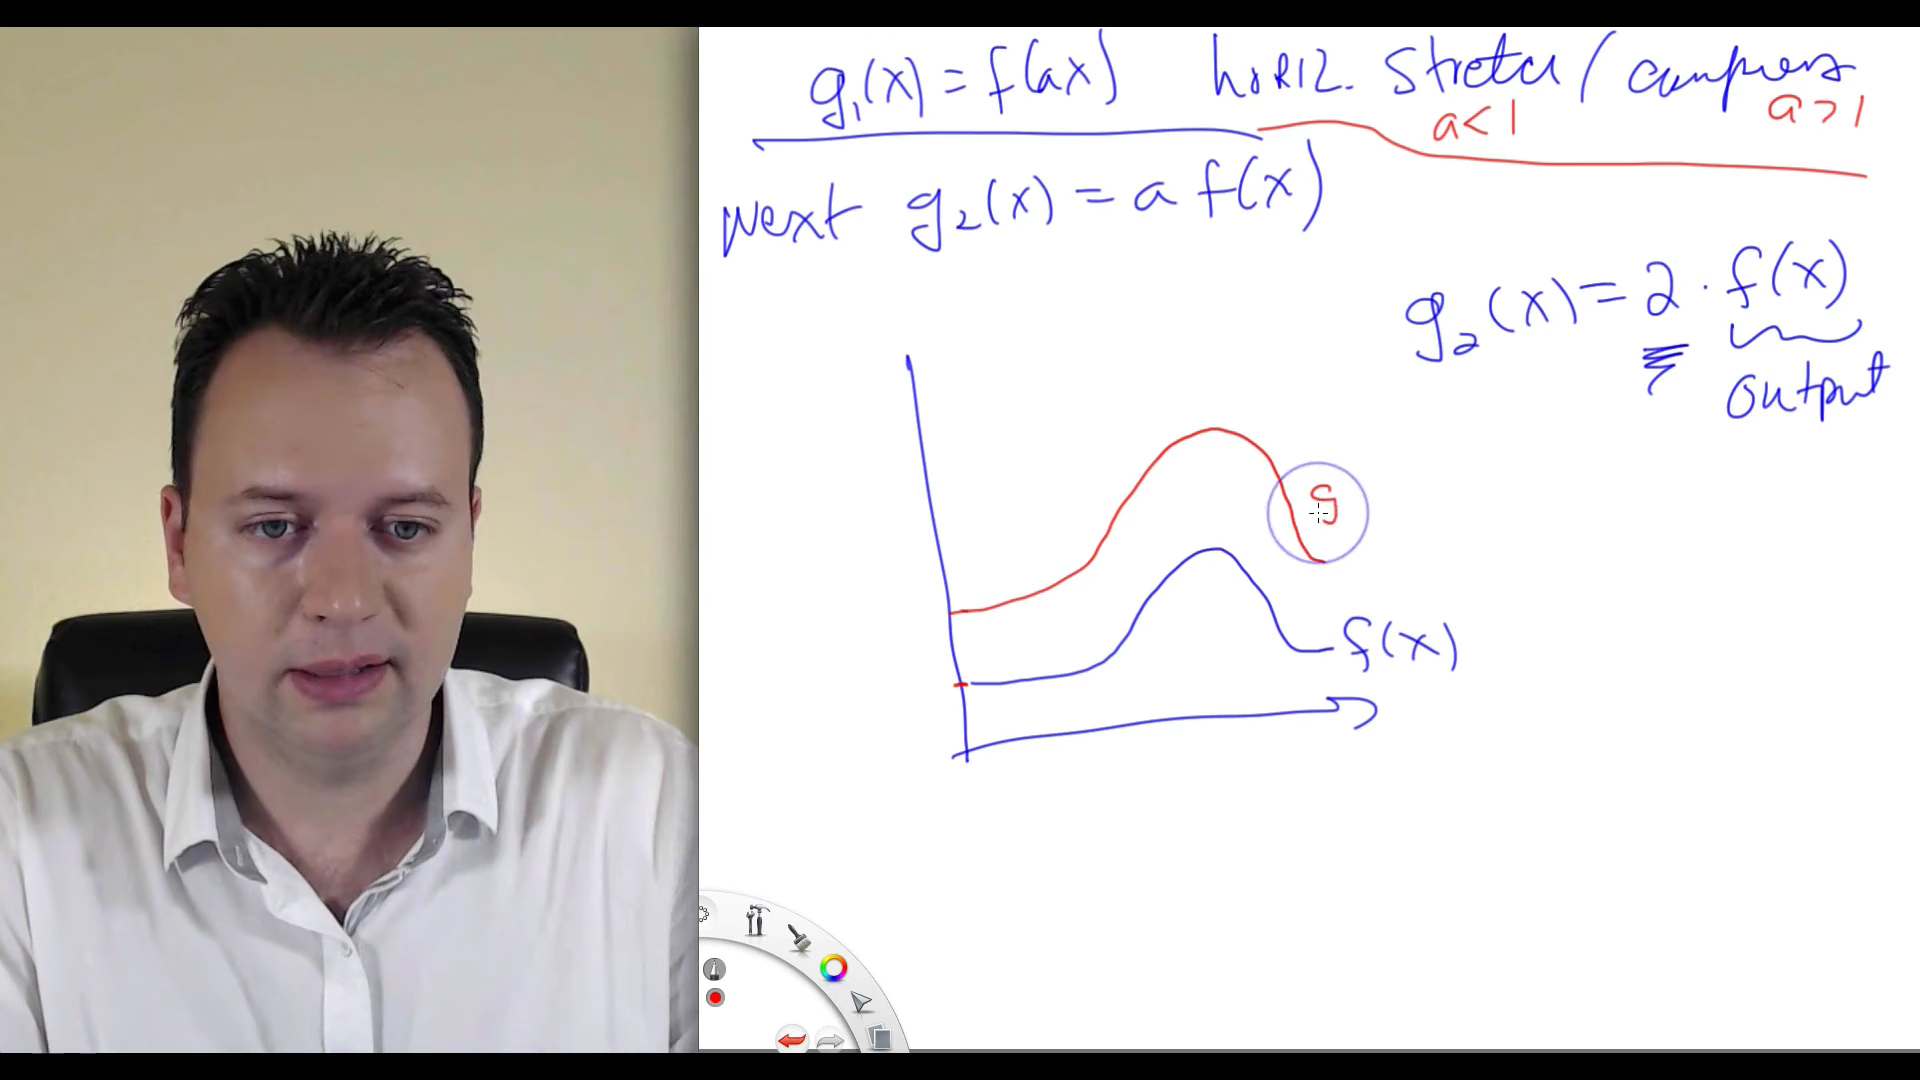 g₁(x) = f(ax) HORIZ. stretch / compress
a<1 a>1
Next g₂(x) = a f(x)
g₂(x) = 2 · f(x)
output
g
f(x)